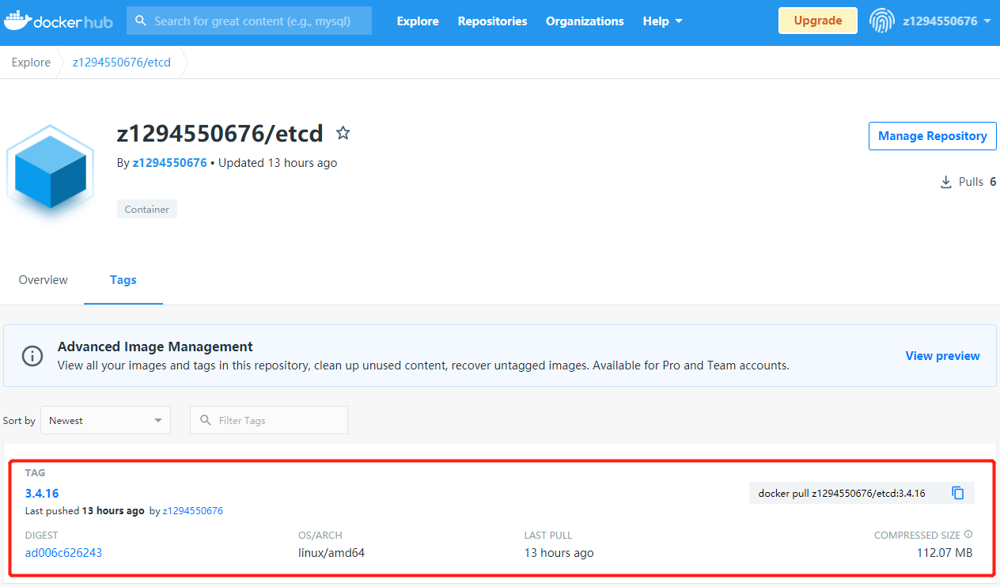 docker hub
Search for great content (e.g., mysql)
Explore Repositories Organizations Help
Upgrade
z1294550676
Explore z1294550676/etcd
z1294550676/etcd
Manage Repository
By z1294550676 • Updated 13 hours ago
Pulls 6
Container
Overview Tags
Advanced Image Management
View all your images and tags in this repository, clean up unused content, recover untagged images. Available for Pro and Team accounts.
View preview
Sort by Newest Filter Tags
TAG
3.4.16
docker pull z1294550676/etcd:3.4.16
Last pushed 13 hours ago by z1294550676
DIGEST OS/ARCH LAST PULL COMPRESSED SIZE
ad006c626243 linux/amd64 13 hours ago 112.07 MB